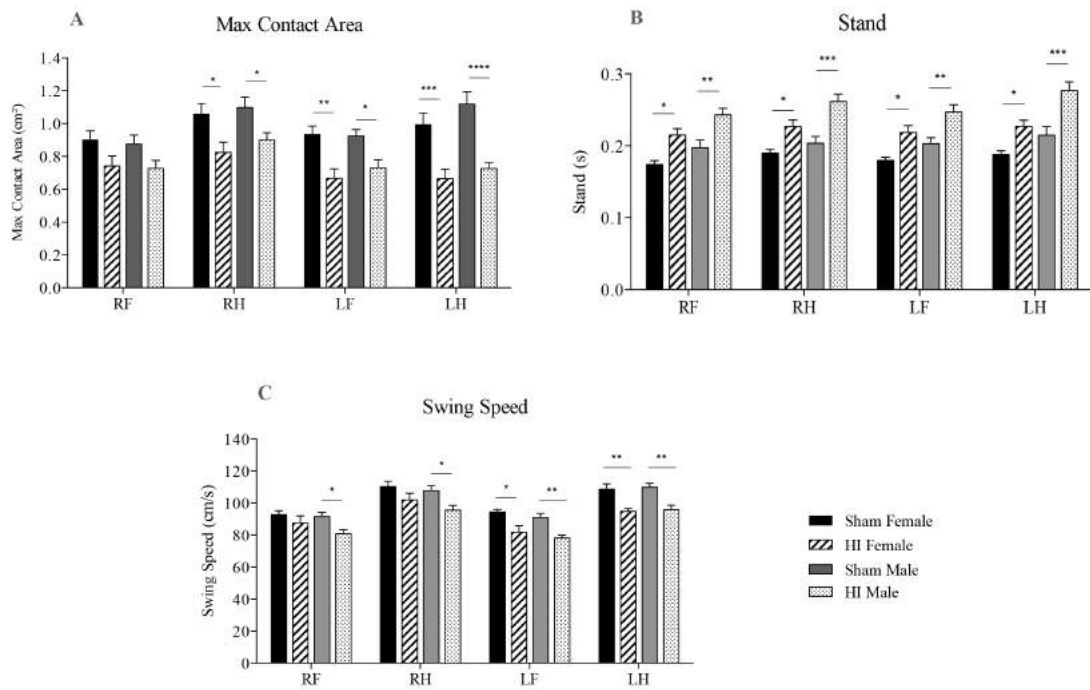 A
Max Contact Area
Max Contact Area (cm²)
1.4
1.2
1.0
0.8
0.6
0.4
0.2
0.0
* * ** * *** ****
RF RH LF LH
B
Stand
Stand (s)
0.3
0.2
0.1
0.0
* ** * *** * ** * ***
RF RH LF LH
C
Swing Speed
Swing Speed (cm/s)
140
120
100
80
60
40
20
0
* * * ** ** **
RF RH LF LH
Sham Female
HI Female
Sham Male
HI Male